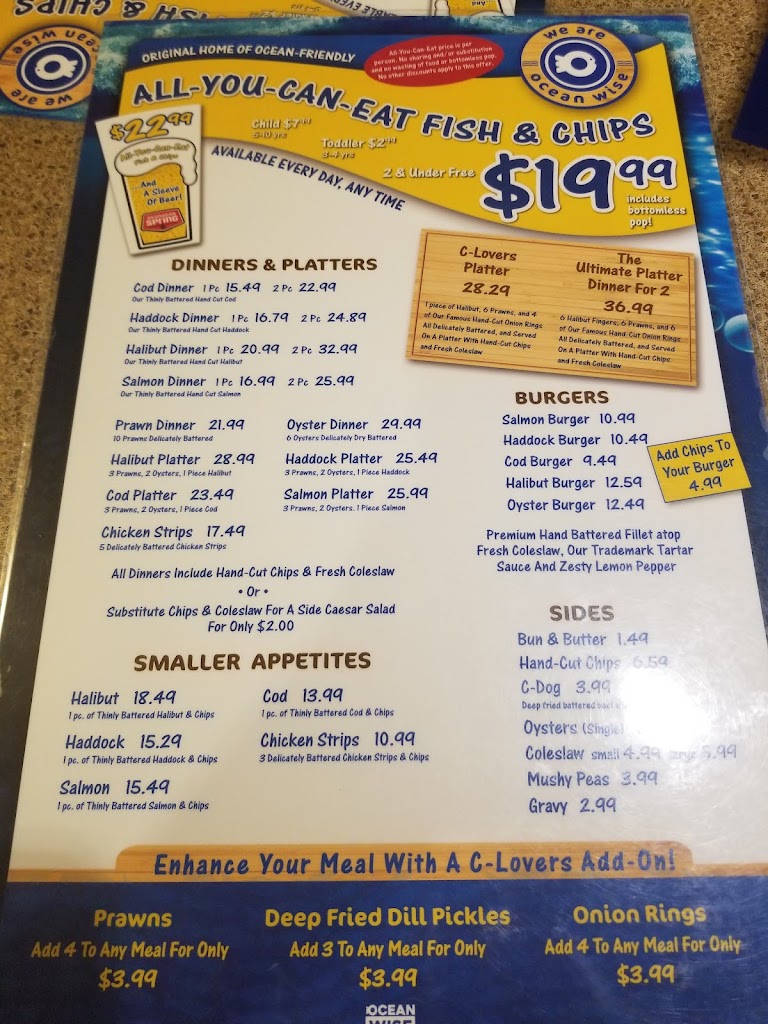 FISH & CHIPS
we are
ocean wise
ORIGINAL HOME OF OCEAN-FRIENDLY
All-You-Can-Eat price is per
person. No sharing and/or substitution
and no wasting of food or bottomless pop.
No other discounts apply to this offer.
we are
ocean wise
ALL-YOU-CAN-EAT FISH & CHIPS
$22.99
All-You-Can-Eat
Fish & Chips
...And
A Sleeve
Of Beer!
SPRING
Child $7
5-10 yrs
Toddler $2
3-4 yrs
2 & Under Free
$19.99
includes
bottomless
pop!
AVAILABLE EVERY DAY, ANY TIME
DINNERS & PLATTERS
Cod Dinner 1 Pc 15.49 2 Pc 22.99
Our Thinly Battered Hand Cut Cod
Haddock Dinner 1 Pc 16.79 2 Pc 24.89
Our Thinly Battered Hand Cut Haddock
Halibut Dinner 1 Pc 20.99 2 Pc 32.99
Our Thinly Battered Hand Cut Halibut
Salmon Dinner 1 Pc 16.99 2 Pc 25.99
Our Thinly Battered Hand Cut Salmon
Prawn Dinner 21.99
10 Prawns Delicately Battered
Oyster Dinner 29.99
6 Oysters Delicately Dry Battered
Halibut Platter 28.99
3 Prawns, 2 Oysters, 1 Piece Halibut
Haddock Platter 25.49
3 Prawns, 2 Oysters, 1 Piece Haddock
Cod Platter 23.49
3 Prawns, 2 Oysters, 1 Piece Cod
Salmon Platter 25.99
3 Prawns, 2 Oysters. 1 Piece Salmon
Chicken Strips 17.49
5 Delicately Battered Chicken Strips
All Dinners Include Hand-Cut Chips & Fresh Coleslaw
• Or •
Substitute Chips & Coleslaw For A Side Caesar Salad
For Only $2.00
C-Lovers
Platter
28.29
1 piece of Halibut, 6 Prawns, and 4
of Our Famous Hand-Cut Onion Rings
All Delicately Battered, and Served
On A Platter With Hand-Cut Chips
and Fresh Coleslaw
The
Ultimate Platter
Dinner For 2
36.99
6 Halibut Fingers, 6 Prawns, and 6
of Our Famous Hand-Cut Onion Rings
All Delicately Battered, and Served
On A Platter With Hand-Cut Chips
and Fresh Coleslaw
BURGERS
Salmon Burger 10.99
Haddock Burger 10.49
Cod Burger 9.49
Halibut Burger 12.59
Oyster Burger 12.49
Add Chips To
Your Burger
4.99
Premium Hand Battered Fillet atop
Fresh Coleslaw, Our Trademark Tartar
Sauce And Zesty Lemon Pepper
SMALLER APPETITES
Halibut 18.49
1 pc. of Thinly Battered Halibut & Chips
Cod 13.99
1 pc. of Thinly Battered Cod & Chips
Haddock 15.29
1 pc. of Thinly Battered Haddock & Chips
Chicken Strips 10.99
3 Delicately Battered Chicken Strips & Chips
Salmon 15.49
1 pc. of Thinly Battered Salmon & Chips
SIDES
Bun & Butter 1.49
Hand-Cut Chips 6.59
C-Dog 3.99
Deep fried battered
Oysters (Single)
Coleslaw small 4.99 large 5.99
Mushy Peas 3.99
Gravy 2.99
Enhance Your Meal With A C-Lovers Add-On!
Prawns
Add 4 To Any Meal For Only
$3.99
Deep Fried Dill Pickles
Add 3 To Any Meal For Only
$3.99
Onion Rings
Add 4 To Any Meal For Only
$3.99
OCEAN
WISE